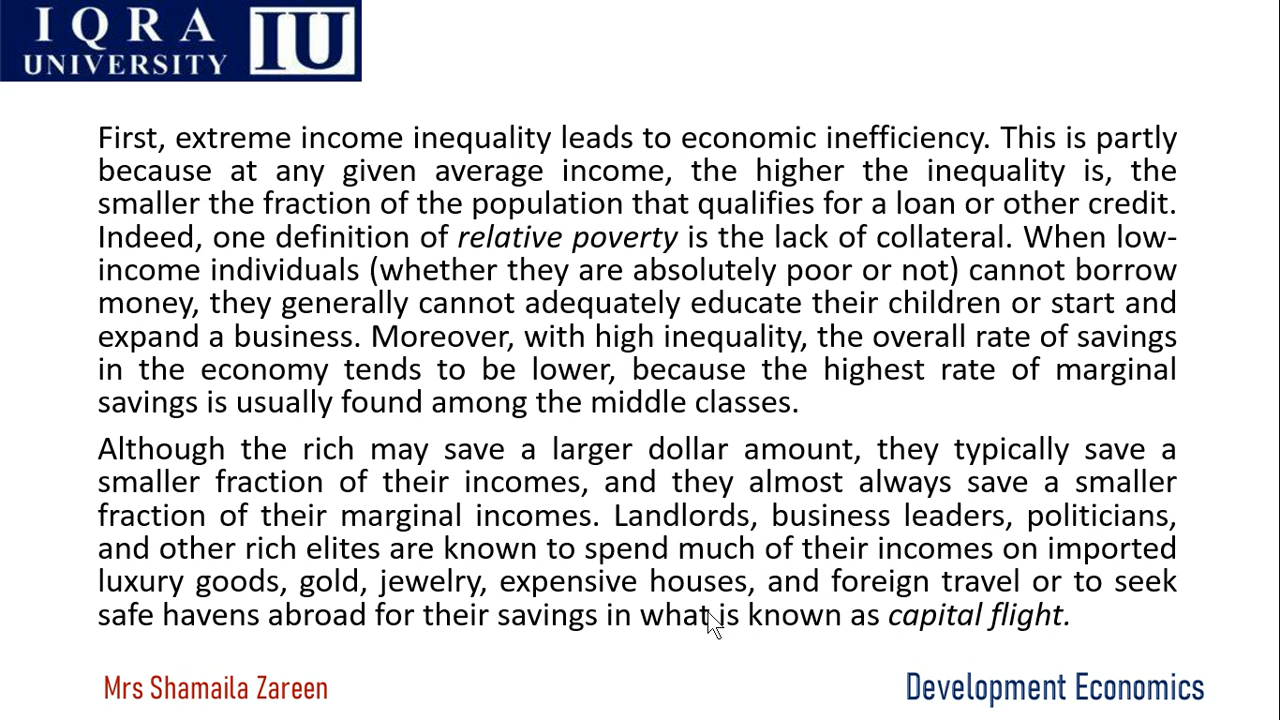 IQRA
UNIVERSITY
IU
First, extreme income inequality leads to economic inefficiency. This is partly
because at any given average income, the higher the inequality is, the
smaller the fraction of the population that qualifies for a loan or other credit.
Indeed, one definition of relative poverty is the lack of collateral. When low-
income individuals (whether they are absolutely poor or not) cannot borrow
money, they generally cannot adequately educate their children or start and
expand a business. Moreover, with high inequality, the overall rate of savings
in the economy tends to be lower, because the highest rate of marginal
savings is usually found among the middle classes.
Although the rich may save a larger dollar amount, they typically save a
smaller fraction of their incomes, and they almost always save a smaller
fraction of their marginal incomes. Landlords, business leaders, politicians,
and other rich elites are known to spend much of their incomes on imported
luxury goods, gold, jewelry, expensive houses, and foreign travel or to seek
safe havens abroad for their savings in what is known as capital flight.
Mrs Shamaila Zareen
Development Economics